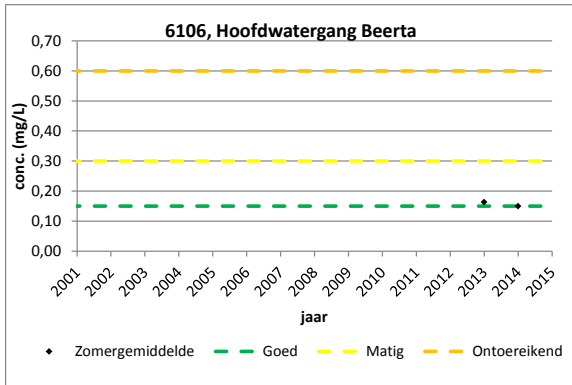 6106, Hoofdwatergang Beerta
0,70
0,60
0,50
0,40
0,30
0,20
0,10
0,00
conc. (mg/L)
2001 2002 2003 2004 2005 2006 2007 2008 2009 2010 2011 2012 2013 2014 2015
jaar
Zomergemiddelde Goed Matig Ontoereikend